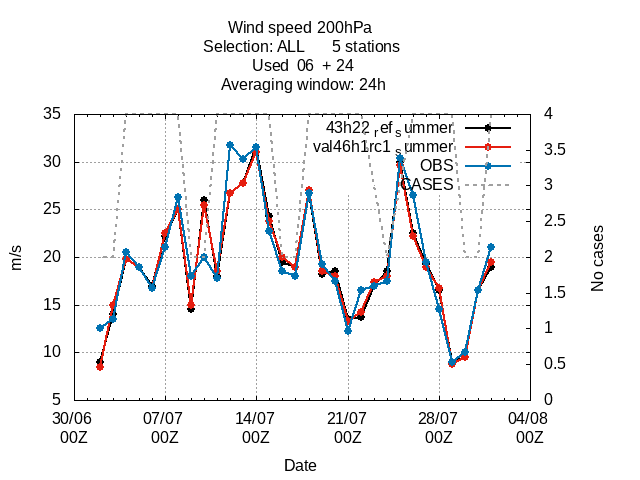 Wind speed 200hPa
Selection: ALL 5 stations
Used 06 + 24
Averaging window: 24h
35
30
25
20
15
10
5
4
3.5
3
2.5
2
1.5
1
0.5
0
43h22_ref_summer
val46h1rc1_summer
OBS
CASES
m/s
No cases
30/06 07/07 14/07 21/07 28/07 04/08
00Z 00Z 00Z 00Z 00Z 00Z
Date